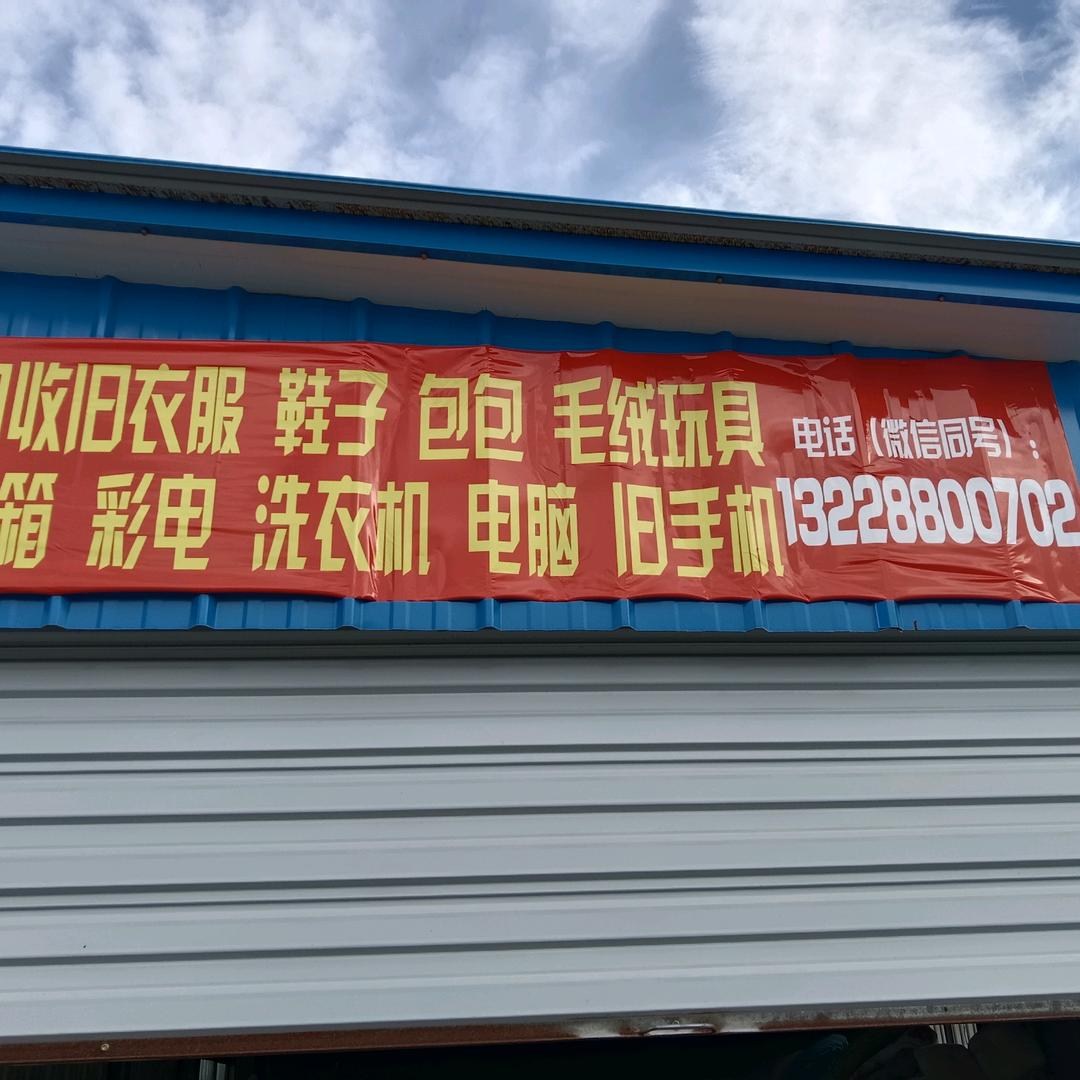 收旧衣服 鞋子 包包 毛绒玩具
电话（微信同号）：
箱 彩电 洗衣机 电脑 旧手机
13228800702